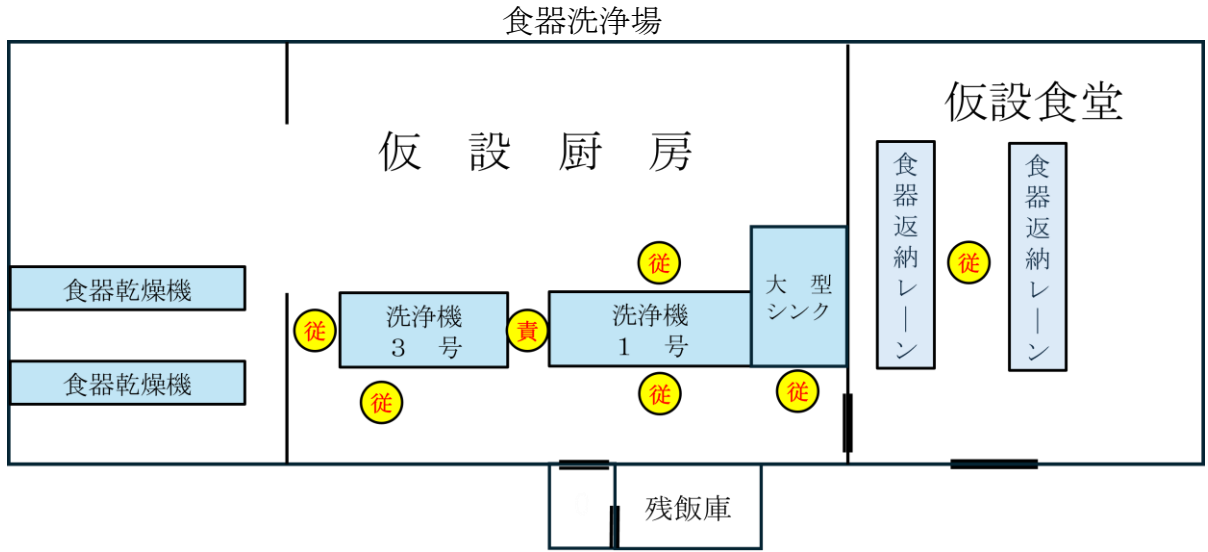 食器洗浄場
仮設厨房
仮設食堂
食器返納レーン
食器返納レーン
従
従
大型
シンク
食器乾燥機
洗浄機
3号
洗浄機
1号
従
責
食器乾燥機
従
従
従
残飯庫